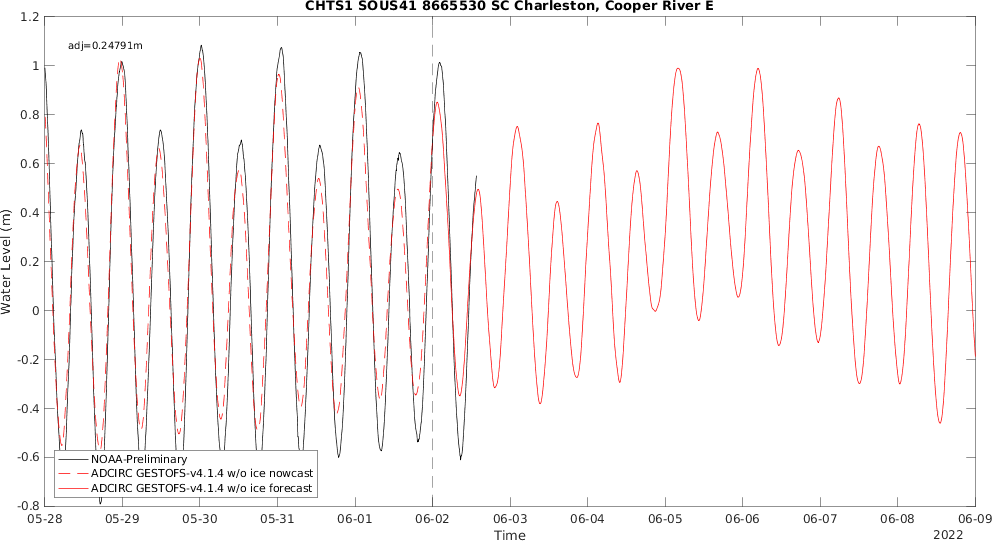 CHTS1 SOUS41 8665530 SC Charleston, Cooper River E
adj=0.24791m
1.2
1
0.8
0.6
0.4
0.2
0
-0.2
-0.4
-0.6
-0.8
Water Level (m)
NOAA-Preliminary
ADCIRC GESTOFS-v4.1.4 w/o ice nowcast
ADCIRC GESTOFS-v4.1.4 w/o ice forecast
05-28 05-29 05-30 05-31 06-01 06-02 06-03 06-04 06-05 06-06 06-07 06-08 06-09
Time
2022